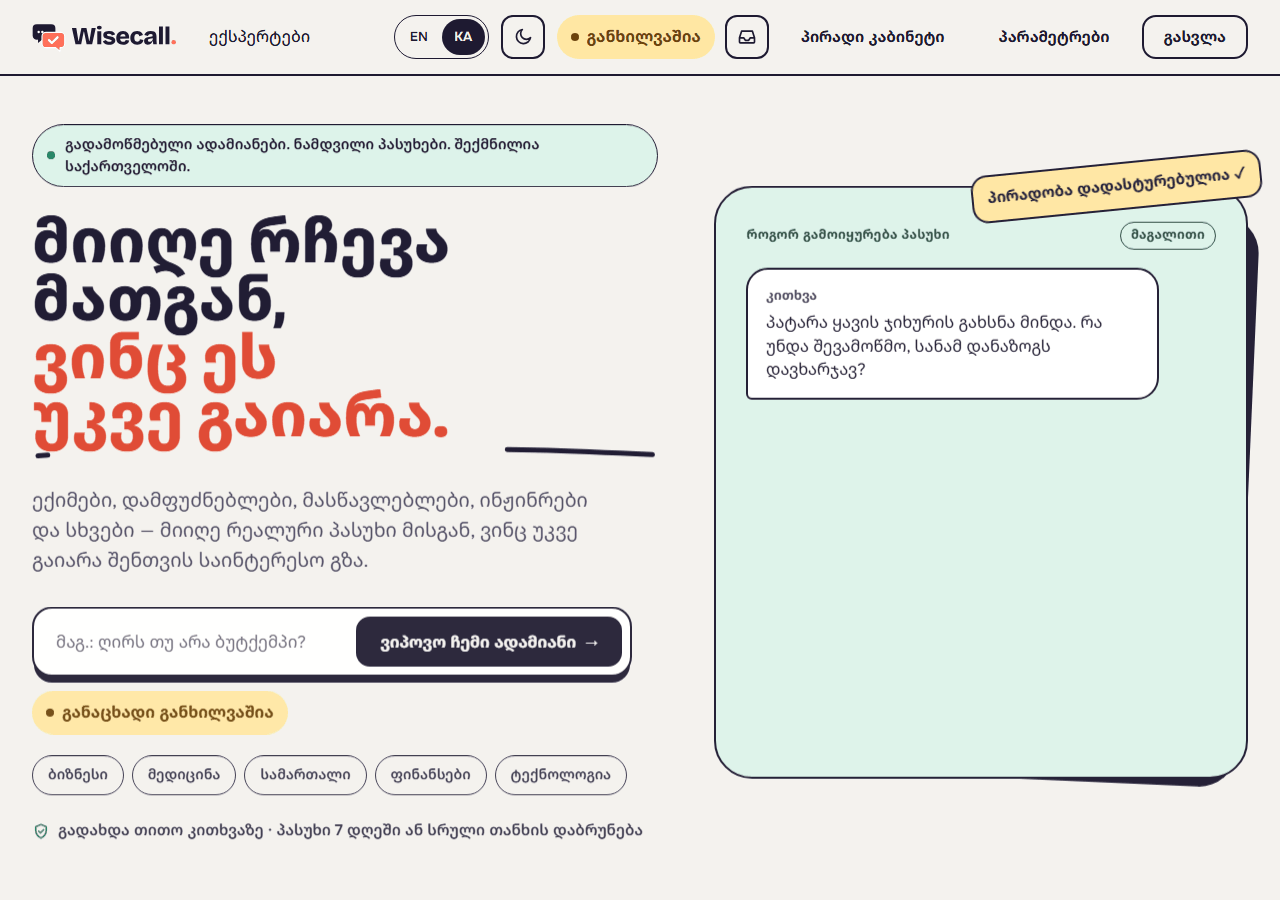 Wisecall.
ექსპერტები
EN
KA
განხილვაშია
პირადი კაბინეტი
პარამეტრები
გასვლა
გადამოწმებული ადამიანები. ნამდვილი პასუხები. შექმნილია
საქართველოში.
მიიღე რჩევა
მათგან,
ვინც ეს
უკვე გაიარა.
ექიმები, დამფუძნებლები, მასწავლებლები, ინჟინრები
და სხვები — მიიღე რეალური პასუხი მისგან, ვინც უკვე
გაიარა შენთვის საინტერესო გზა.
მაგ.: ღირს თუ არა ბუტქემპი?
ვიპოვო ჩემი ადამიანი →
განაცხადი განხილვაშია
ბიზნესი
მედიცინა
სამართალი
ფინანსები
ტექნოლოგია
გადახდა თითო კითხვაზე · პასუხი 7 დღეში ან სრული თანხის დაბრუნება
პირადობა დადასტურებულია ✓
როგორ გამოიყურება პასუხი
მაგალითი
კითხვა
პატარა ყავის ჯიხურის გახსნა მინდა. რა
უნდა შევამოწმო, სანამ დანაზოგს
დავხარჯავ?